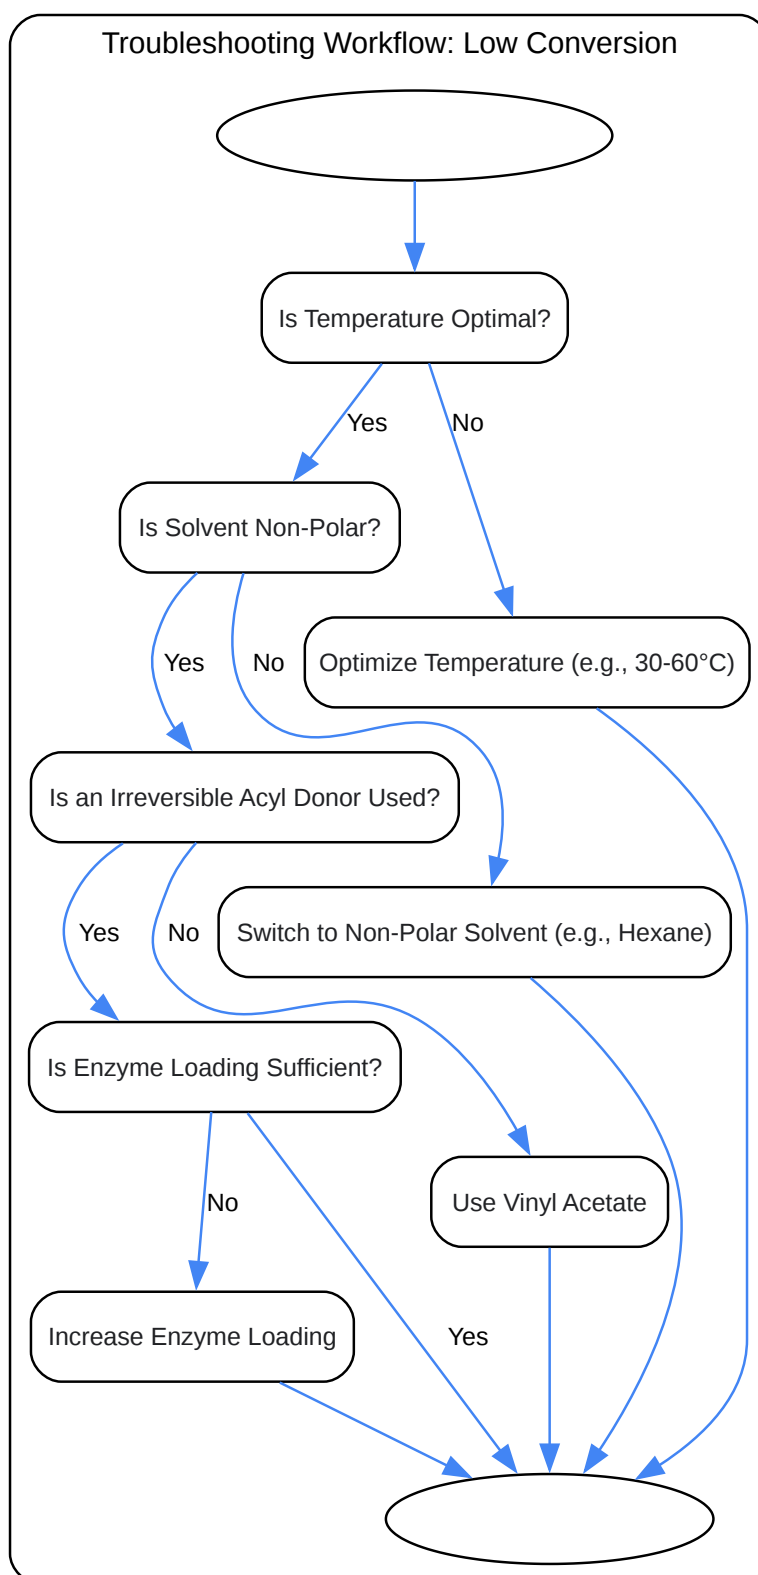 Troubleshooting Workflow: Low Conversion
Is Temperature Optimal?
Yes
No
Is Solvent Non-Polar?
Yes
No
Optimize Temperature (e.g., 30-60°C)
Is an Irreversible Acyl Donor Used?
Yes
No
Switch to Non-Polar Solvent (e.g., Hexane)
Is Enzyme Loading Sufficient?
No
Use Vinyl Acetate
Increase Enzyme Loading
Yes